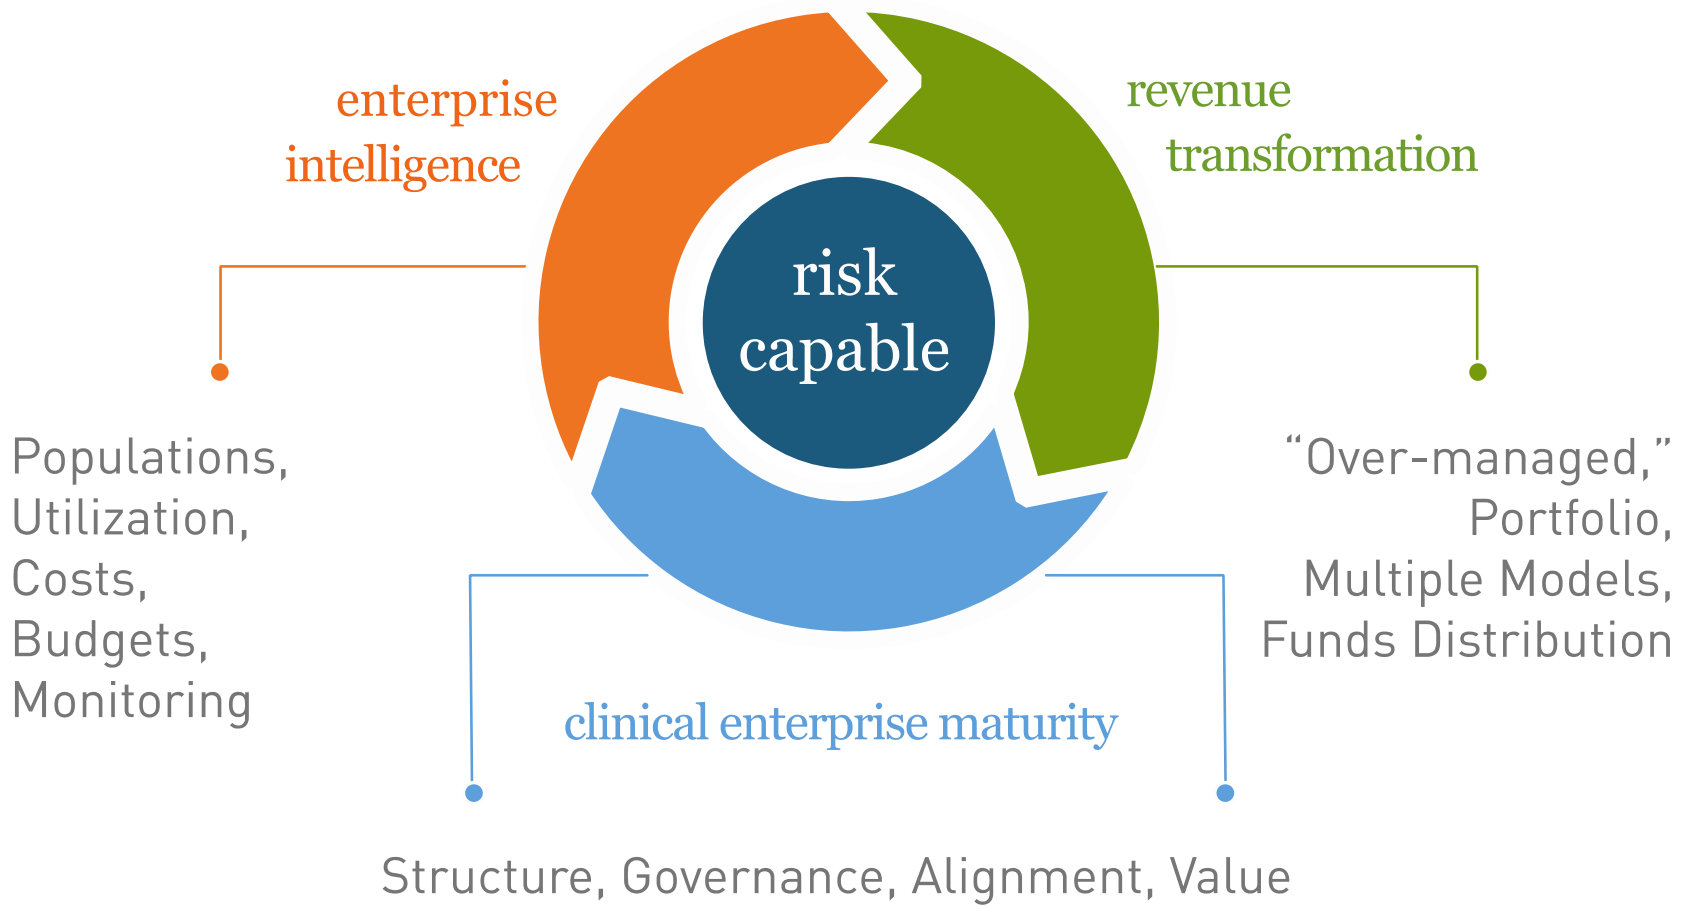 enterprise
intelligence
revenue
transformation
risk
capable
Populations,
Utilization,
Costs,
Budgets,
Monitoring
“Over-managed,”
Portfolio,
Multiple Models,
Funds Distribution
clinical enterprise maturity
Structure, Governance, Alignment, Value